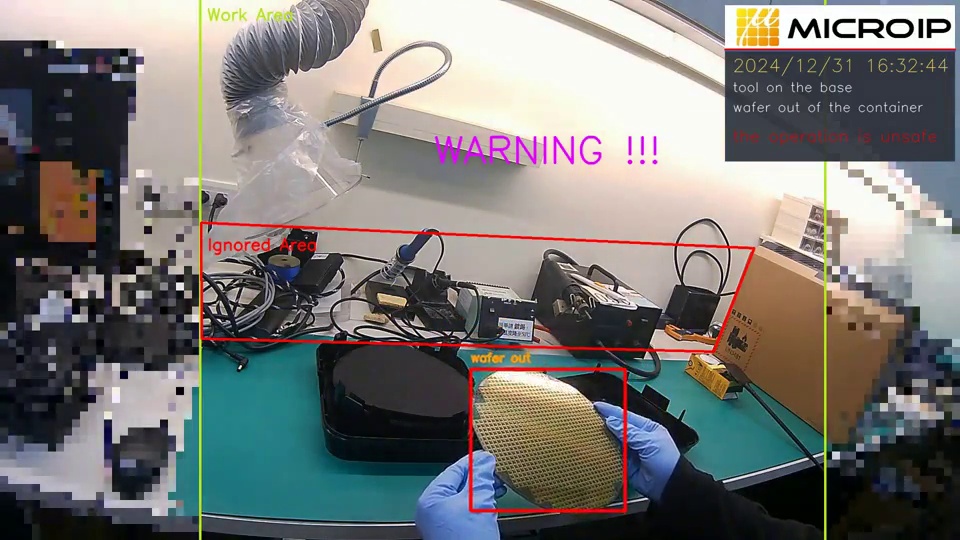 Work Area
MICROIP
2024/12/31 16:32:44
tool on the base
wafer out of the container
the operation is unsafe
WARNING !!!
Ignored Area
wafer out